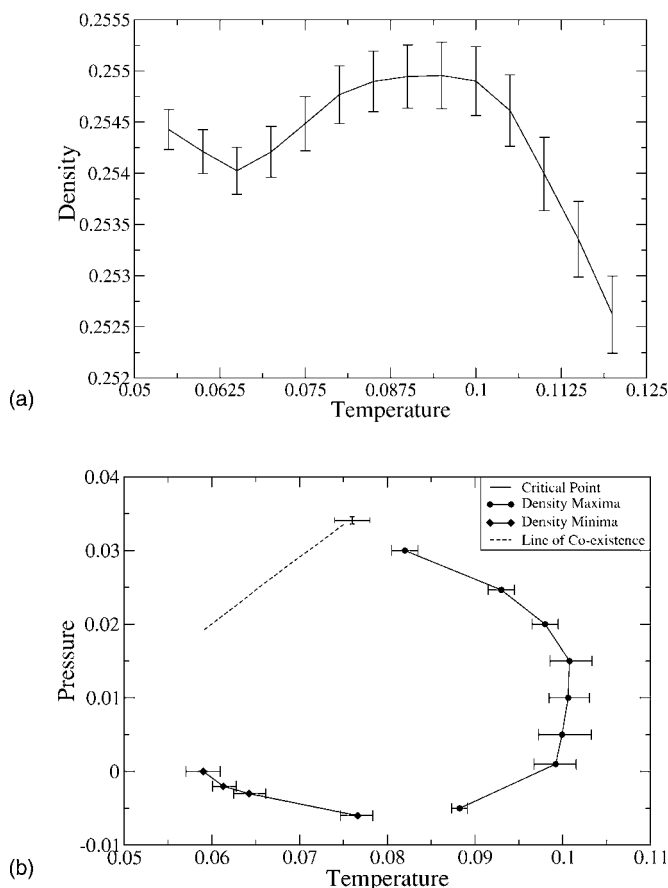 0.2555
0.255
0.2545
0.254
0.2535
0.253
0.2525
0.252
Density
0.05 0.0625 0.075 0.0875 0.1 0.1125 0.125
Temperature
(a)
0.04
0.03
0.02
0.01
0
-0.01
Pressure
Critical Point
Density Maxima
Density Minima
Line of Co-existence
0.05 0.06 0.07 0.08 0.09 0.1 0.11
Temperature
(b)